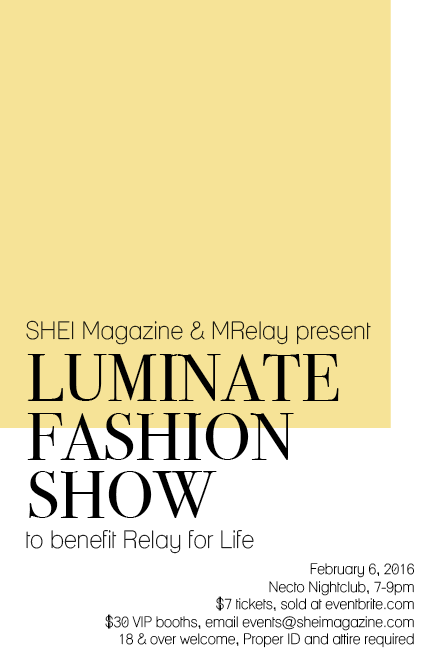 SHEI Magazine & MRelay present
LUMINATE
FASHION
SHOW
to benefit Relay for Life
February 6, 2016
Necto Nightclub, 7-9pm
$7 tickets, sold at eventbrite.com
$30 VIP booths, email events@sheimagazine.com
18 & over welcome, Proper ID and attire required